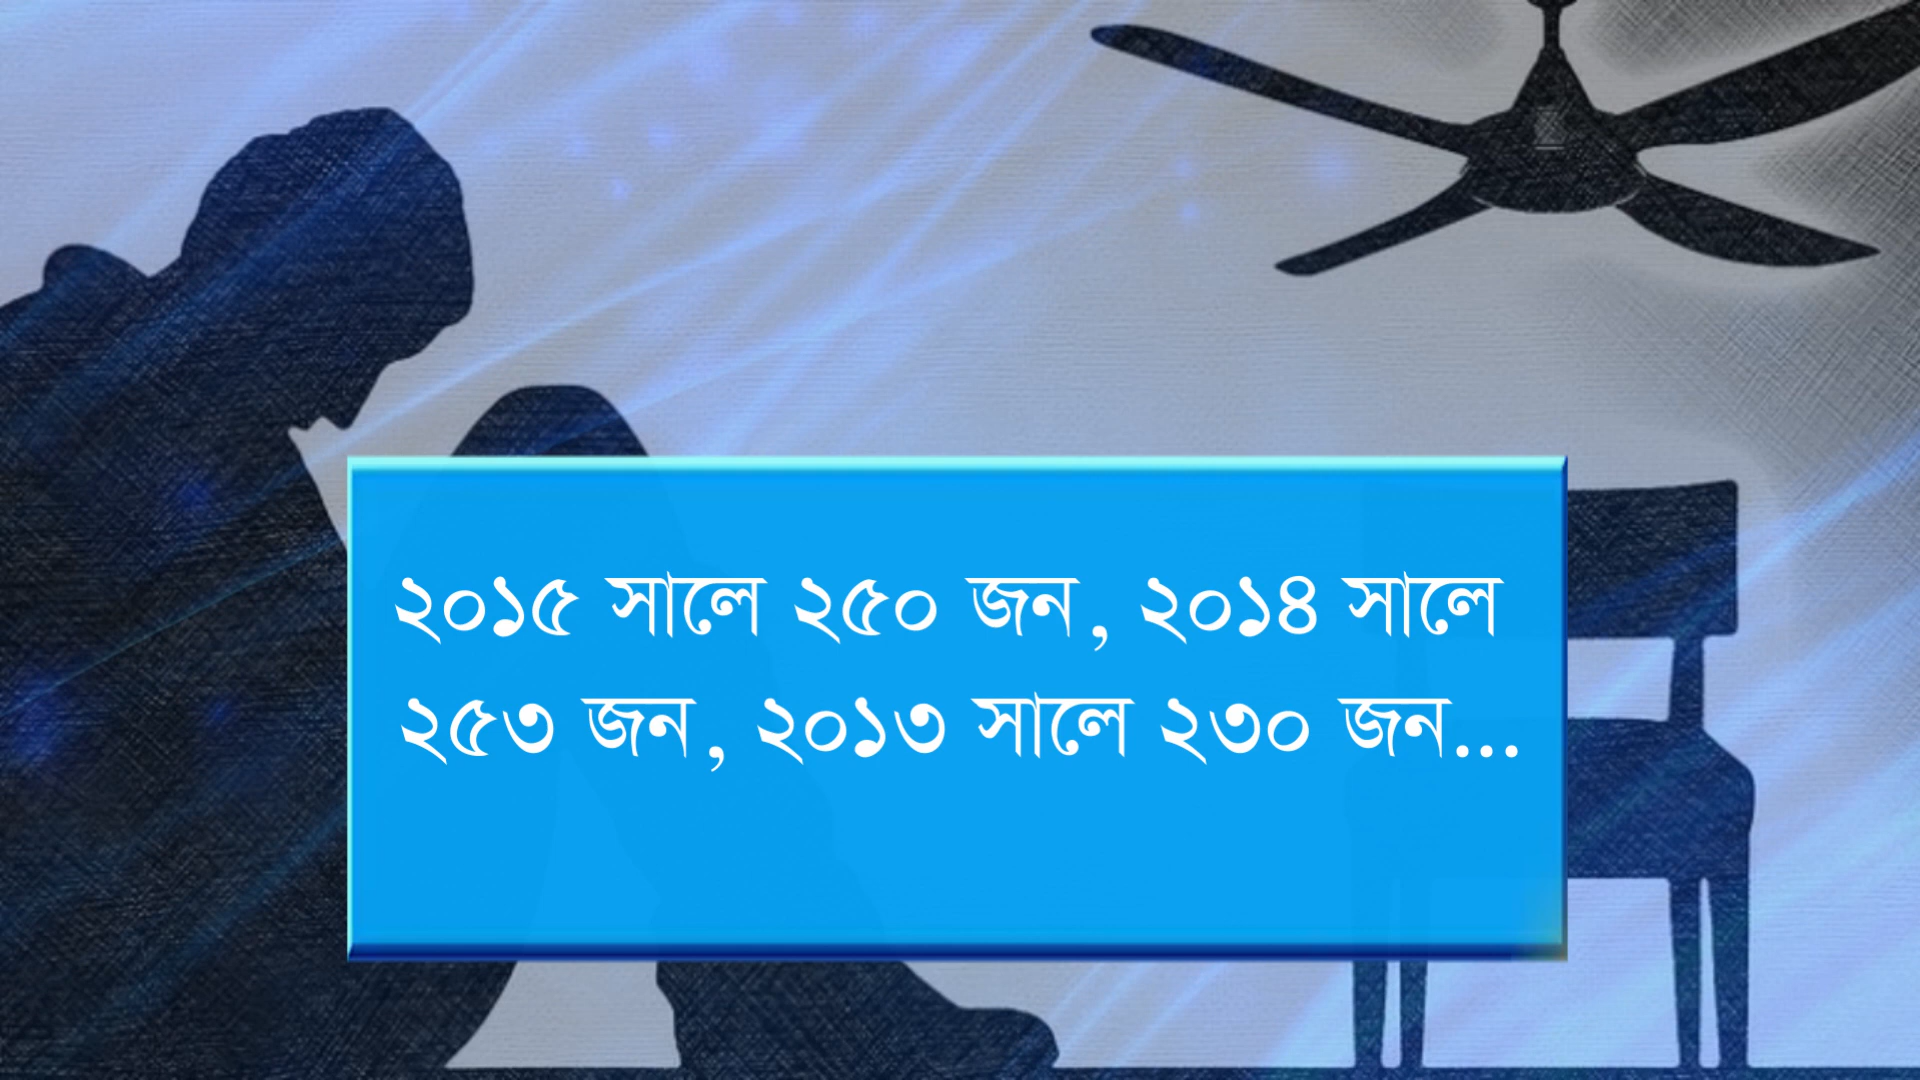 ২০১৫ সালে ২৫০ জন, ২০১৪ সালে
২৫৩ জন, ২০১৩ সালে ২৩০ জন...